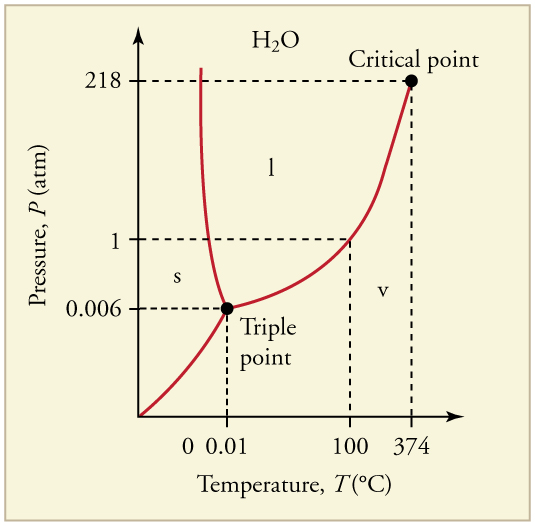 H₂O
Critical point
218
l
Pressure, P (atm)
1
s
v
0.006
Triple
point
0 0.01 100 374
Temperature, T (°C)